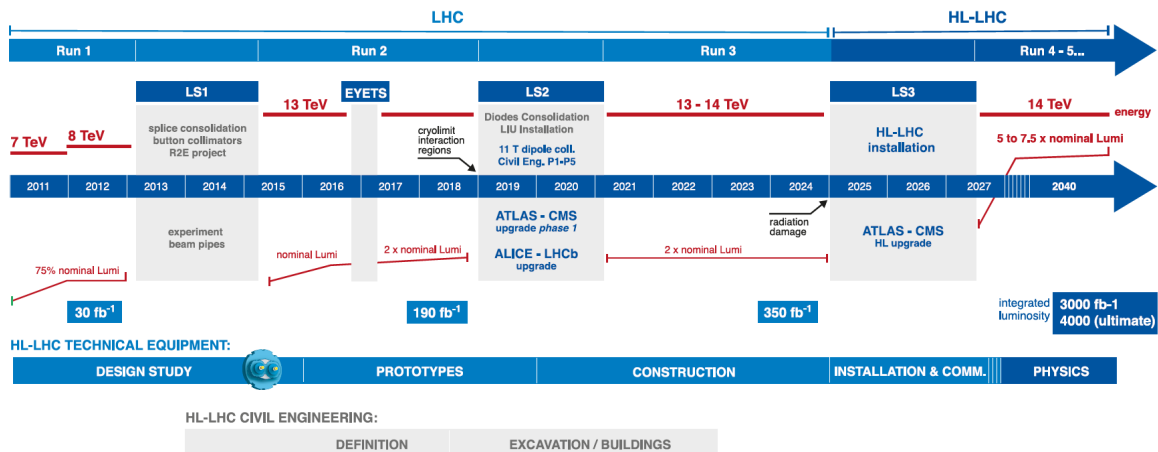 LHC
HL-LHC
Run 1
Run 2
Run 3
Run 4 - 5...
LS1
EYETS
LS2
LS3
13 TeV
13 - 14 TeV
14 TeV
energy
7 TeV
8 TeV
splice consolidation
button collimators
R2E project
cryolimit
interaction
regions
Diodes Consolidation
LIU Installation
11 T dipole coll.
Civil Eng. P1-P5
HL-LHC
installation
5 to 7.5 x nominal Lumi
2011 2012 2013 2014 2015 2016 2017 2018 2019 2020 2021 2022 2023 2024 2025 2026 2027 2040
experiment
beam pipes
ATLAS - CMS
upgrade phase 1
ALICE - LHCb
upgrade
radiation
damage
ATLAS - CMS
HL upgrade
75% nominal Lumi
nominal Lumi
2 x nominal Lumi
2 x nominal Lumi
30 fb-1
190 fb-1
350 fb-1
integrated
luminosity
3000 fb-1
4000 (ultimate)
HL-LHC TECHNICAL EQUIPMENT:
DESIGN STUDY
PROTOTYPES
CONSTRUCTION
INSTALLATION & COMM.
PHYSICS
HL-LHC CIVIL ENGINEERING:
DEFINITION
EXCAVATION / BUILDINGS